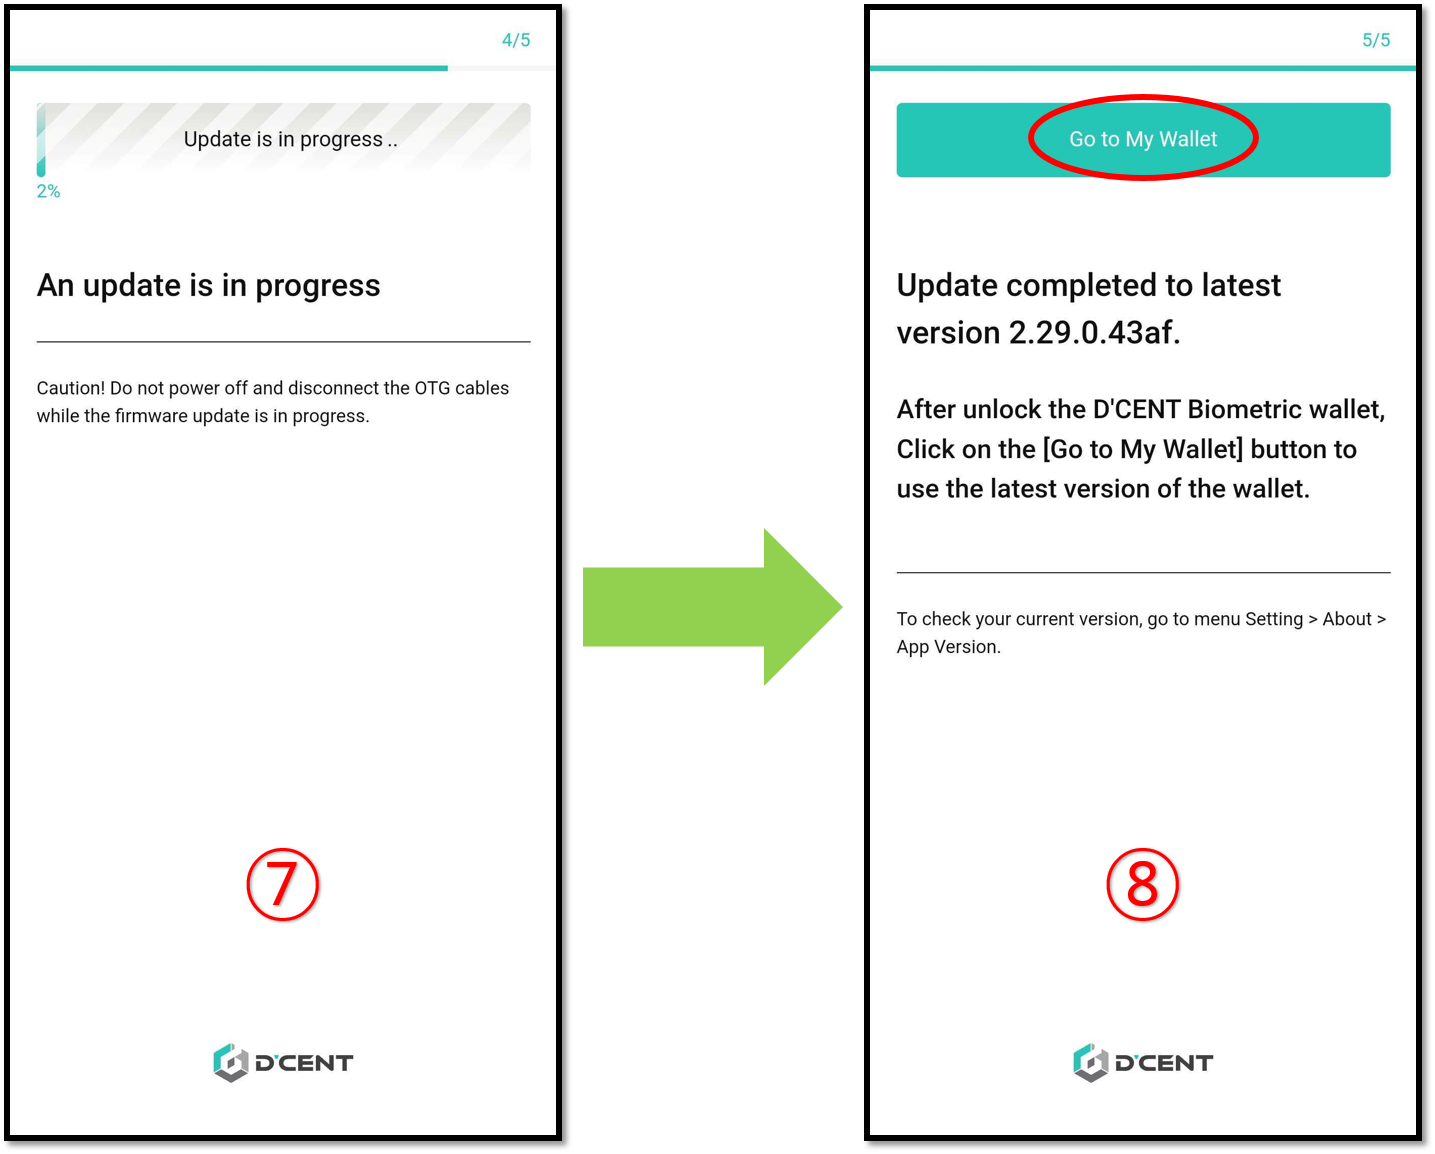 4/5
Update is in progress ..
2%
An update is in progress
Caution! Do not power off and disconnect the OTG cables
while the firmware update is in progress.
⑦
D'CENT
5/5
Go to My Wallet
Update completed to latest
version 2.29.0.43af.
After unlock the D'CENT Biometric wallet,
Click on the [Go to My Wallet] button to
use the latest version of the wallet.
To check your current version, go to menu Setting > About >
App Version.
⑧
D'CENT